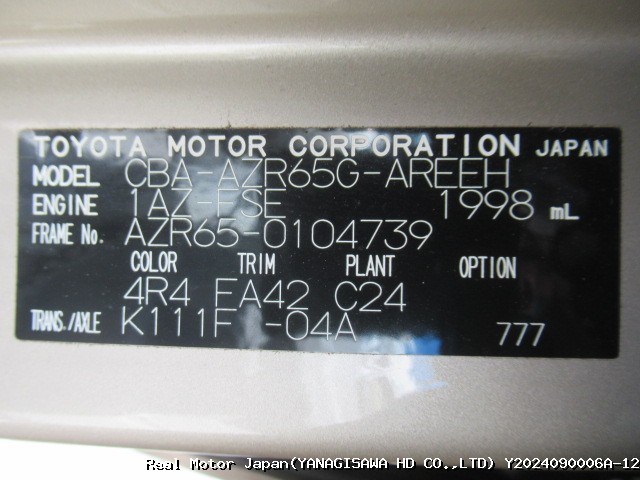 TOYOTA MOTOR CORPORATION JAPAN
MODEL CBA-AZR65G-AREEH
ENGINE 1AZ-FSE 1998 mL
FRAME No. AZR65-0104739
COLOR TRIM PLANT OPTION
4R4 FA42 C24
TRANS./AXLE K111F -04A 777
Real Motor Japan(YANAGISAWA HD CO.,LTD) Y2024090006A-12